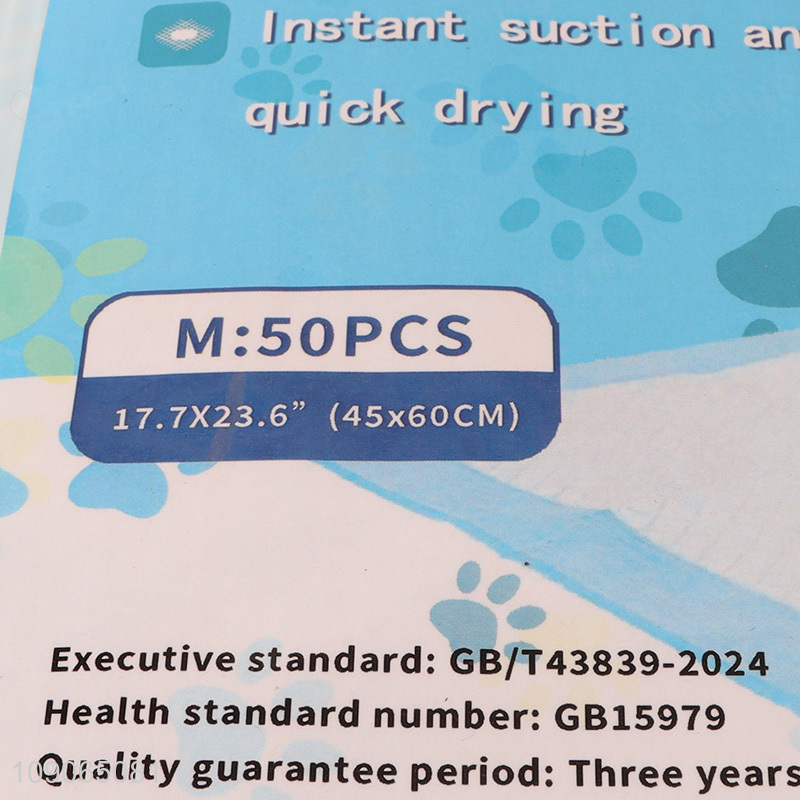 Instant suction an
quick drying
M:50PCS
17.7X23.6” (45x60CM)
Executive standard: GB/T43839-2024
Health standard number: GB15979
Quality guarantee period: Three years